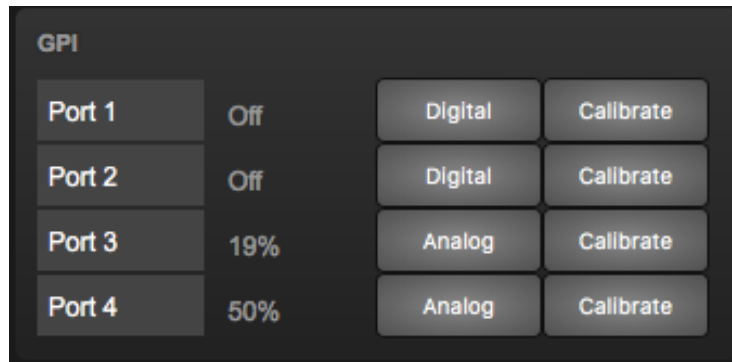 GPI
Port 1 Off Digital Calibrate
Port 2 Off Digital Calibrate
Port 3 19% Analog Calibrate
Port 4 50% Analog Calibrate